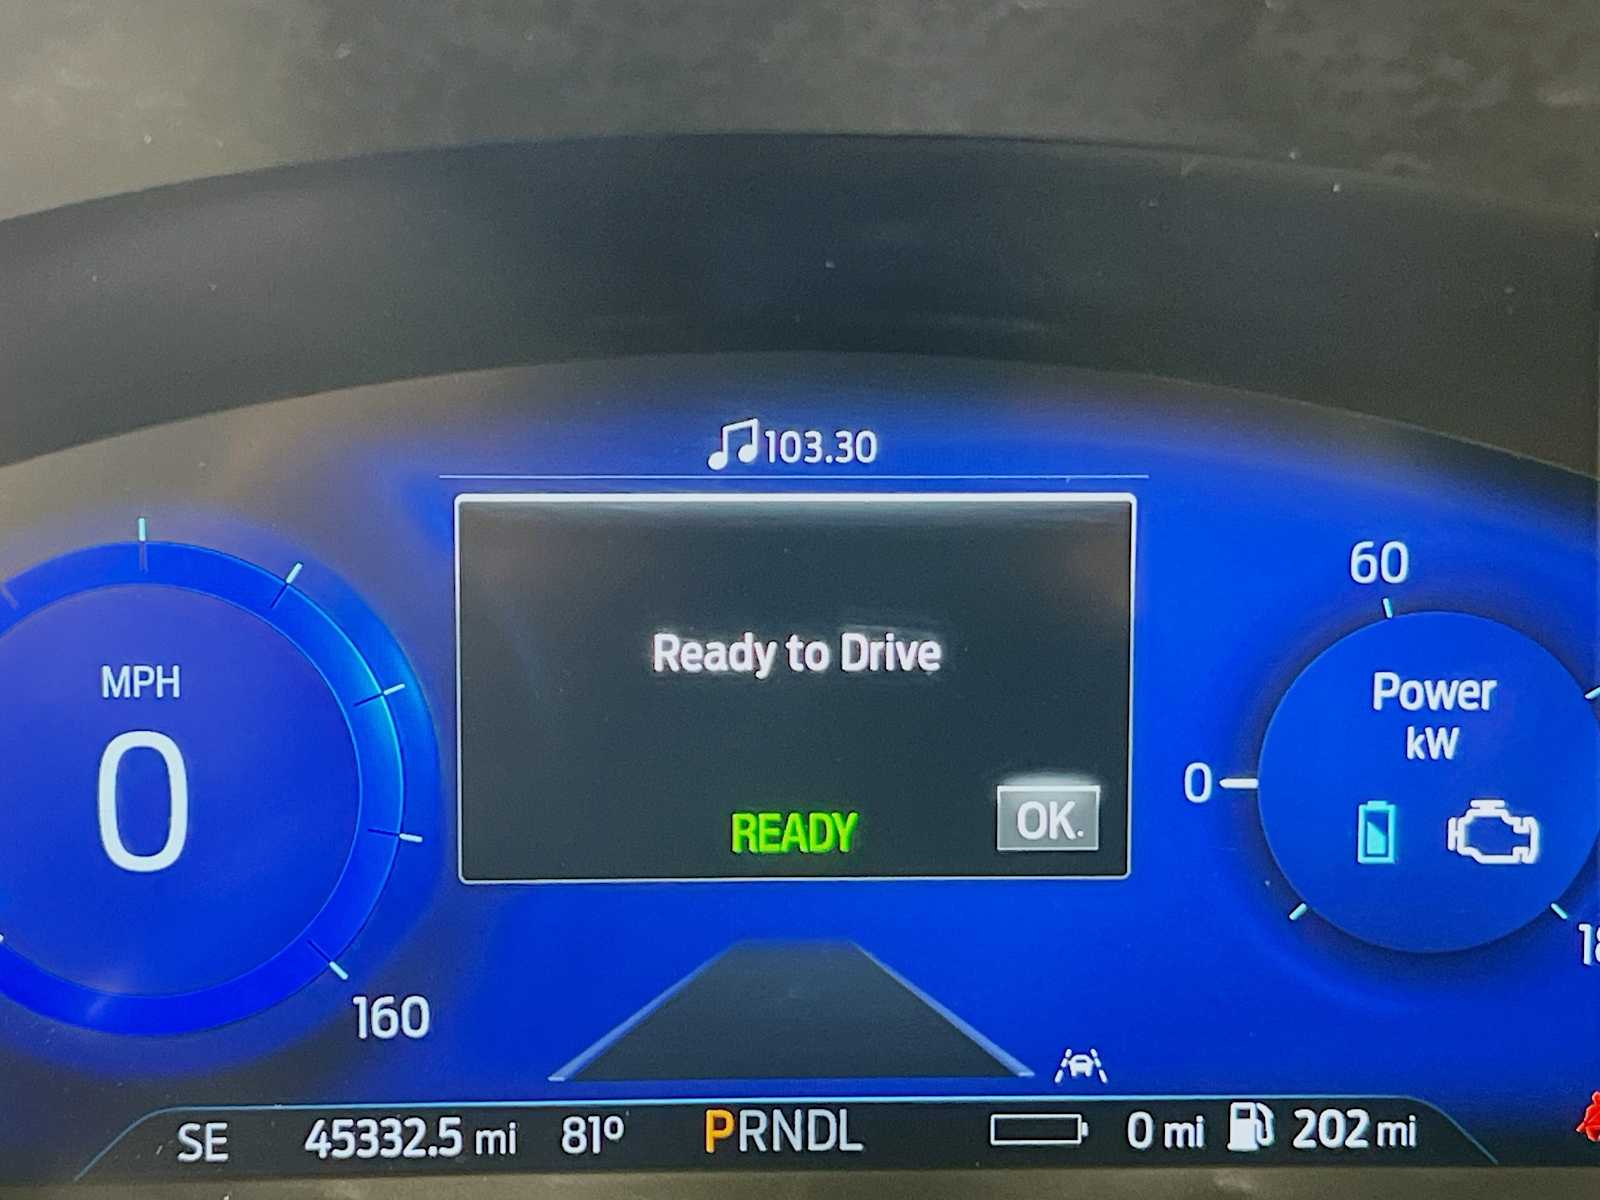 103.30
60
MPH
0
Ready to Drive
Power
kW
0
READY
OK.
160
SE 45332.5 mi 81° PRNDL 0 mi 202 mi